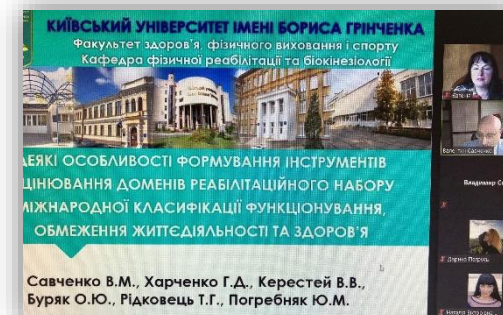 КИЇВСЬКИЙ УНІВЕРСИТЕТ ІМЕНІ БОРИСА ГРІНЧЕНКА
Факультет здоров'я, фізичного виховання і спорту
Кафедра фізичної реабілітації та біокінезіології
ДЕЯКІ ОСОБЛИВОСТІ ФОРМУВАННЯ ІНСТРУМЕНТІВ
ЦІНЮВАННЯ ДОМЕНІВ РЕАБІЛІТАЦІЙНОГО НАБОРУ
МІЖНАРОДНОЇ КЛАСИФІКАЦІЇ ФУНКЦІОНУВАННЯ,
ОБМЕЖЕННЯ ЖИТТЄДІЯЛЬНОСТІ ТА ЗДОРОВ'Я
Савченко В.М., Харченко Г.Д., Керестей В.В.,
Буряк О.Ю., Рідковець Т.Г., Погребняк Ю.М.
Владимир